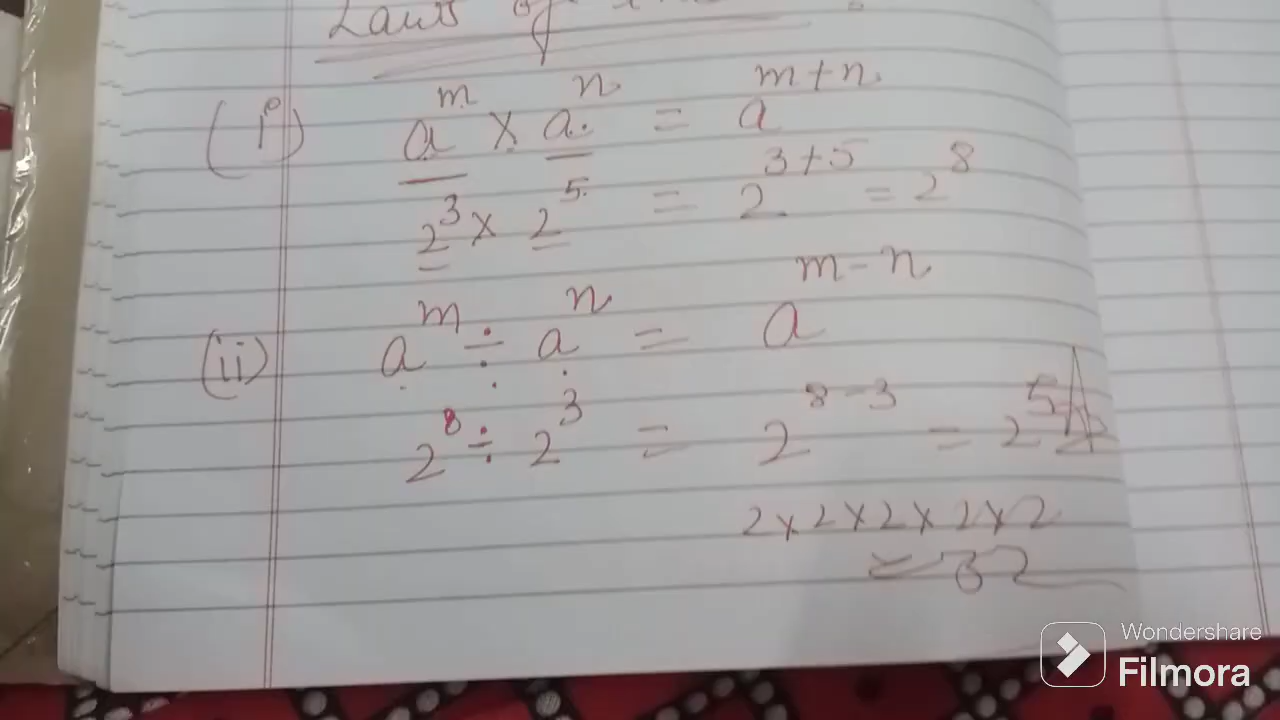 Laws of
(i) a^m × a^n = a^{m+n}
2^3 × 2^5 = 2^{3+5} = 2^8
(ii) a^m ÷ a^n = a^{m-n}
2^8 ÷ 2^3 = 2^{8-3} = 2^5
2×2×2×2×2
= 32
Wondershare
Filmora